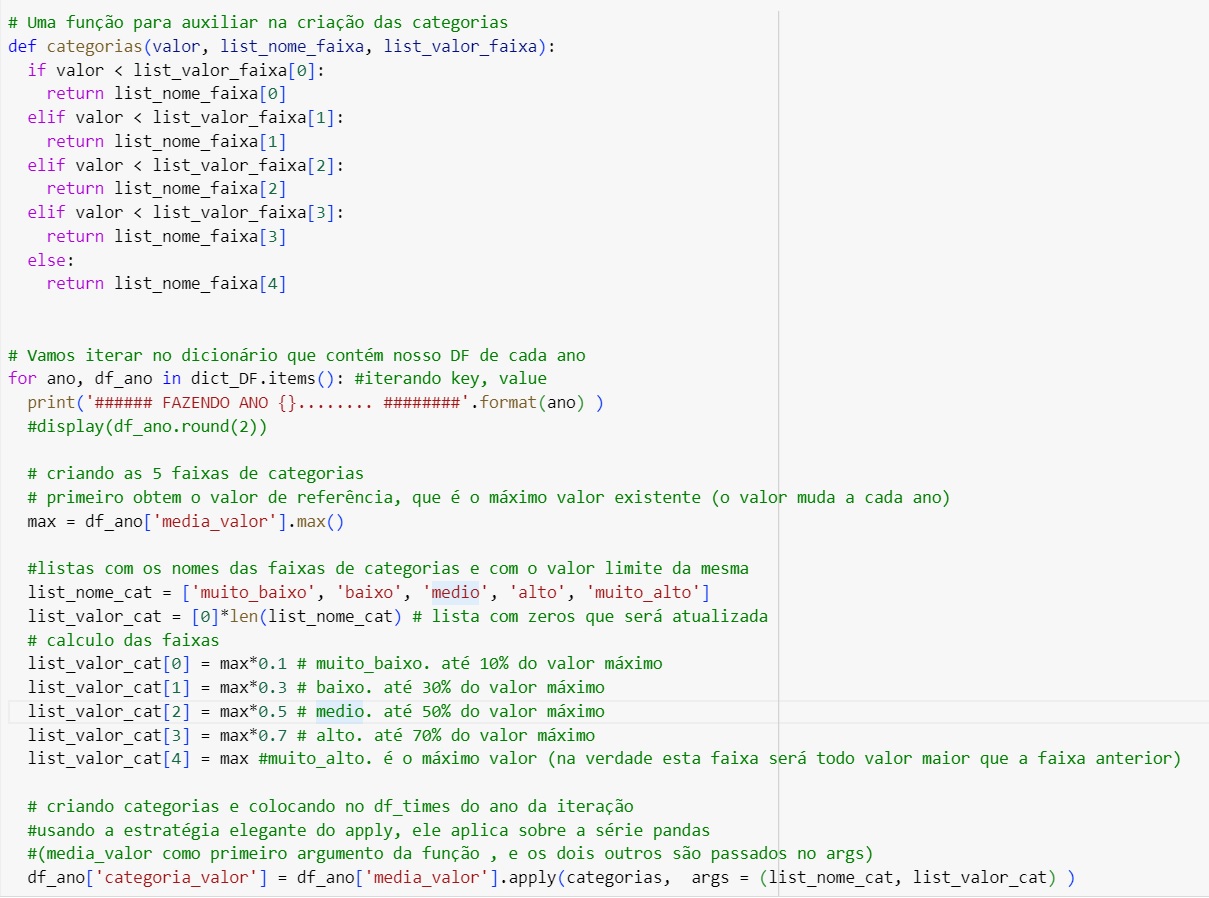 # Uma função para auxiliar na criação das categorias
def categorias(valor, list_nome_faixa, list_valor_faixa):
  if valor < list_valor_faixa[0]:
    return list_nome_faixa[0]
  elif valor < list_valor_faixa[1]:
    return list_nome_faixa[1]
  elif valor < list_valor_faixa[2]:
    return list_nome_faixa[2]
  elif valor < list_valor_faixa[3]:
    return list_nome_faixa[3]
  else:
    return list_nome_faixa[4]
# Vamos iterar no dicionário que contém nosso DF de cada ano
for ano, df_ano in dict_DF.items(): #iterando key, value
  print('###### FAZENDO ANO {}........ ########'.format(ano) )
  #display(df_ano.round(2))
  # criando as 5 faixas de categorias
  # primeiro obtem o valor de referência, que é o máximo valor existente (o valor muda a cada ano)
  max = df_ano['media_valor'].max()
  #listas com os nomes das faixas de categorias e com o valor limite da mesma
  list_nome_cat = ['muito_baixo', 'baixo', 'medio', 'alto', 'muito_alto']
  list_valor_cat = [0]*len(list_nome_cat) # lista com zeros que será atualizada
  # calculo das faixas
  list_valor_cat[0] = max*0.1 # muito_baixo. até 10% do valor máximo
  list_valor_cat[1] = max*0.3 # baixo. até 30% do valor máximo
  list_valor_cat[2] = max*0.5 # medio. até 50% do valor máximo
  list_valor_cat[3] = max*0.7 # alto. até 70% do valor máximo
  list_valor_cat[4] = max #muito_alto. é o máximo valor (na verdade esta faixa será todo valor maior que a faixa anterior)
  # criando categorias e colocando no df_times do ano da iteração
  #usando a estratégia elegante do apply, ele aplica sobre a série pandas
  #(media_valor como primeiro argumento da função , e os dois outros são passados no args)
  df_ano['categoria_valor'] = df_ano['media_valor'].apply(categorias,  args = (list_nome_cat, list_valor_cat) )